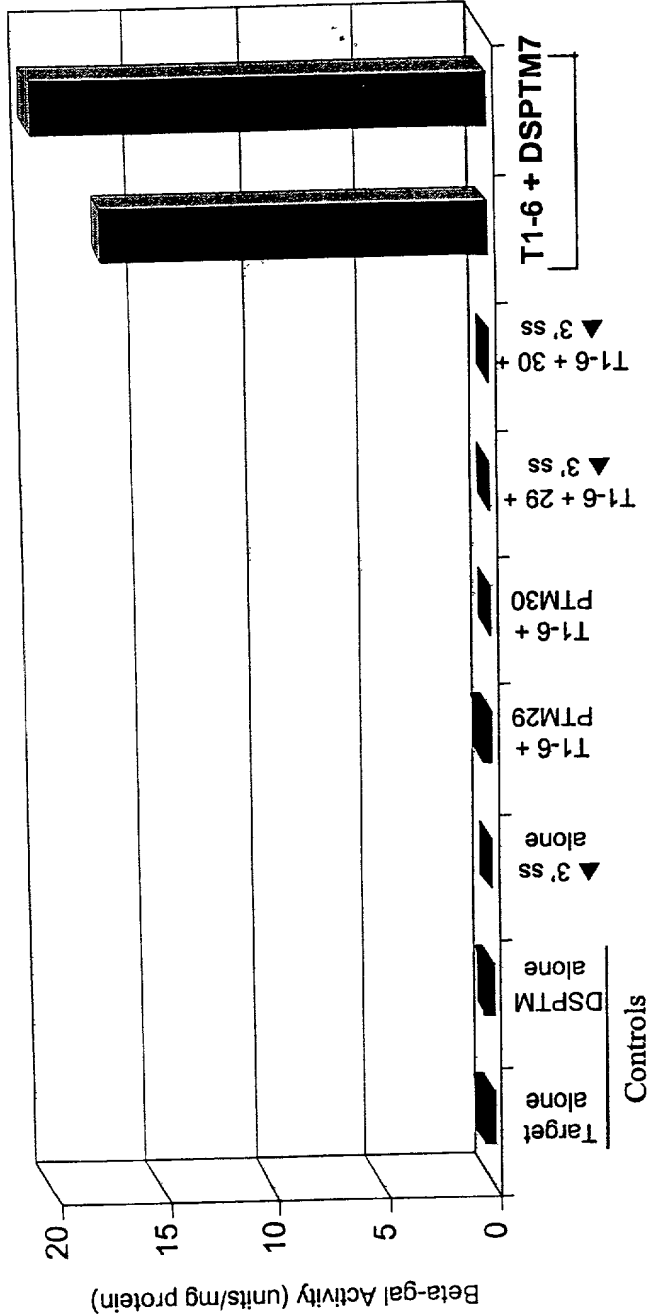 Beta-gal Activity (units/mg protein)
20
15
10
5
0
Target
alone
DSPTM
alone
Controls
▲ 3' ss
alone
T1-6 +
PTM29
T1-6 +
PTM30
T1-6 + 29 +
▲ 3' ss
T1-6 + 30 +
▲ 3' ss
T1-6 + DSPTM7